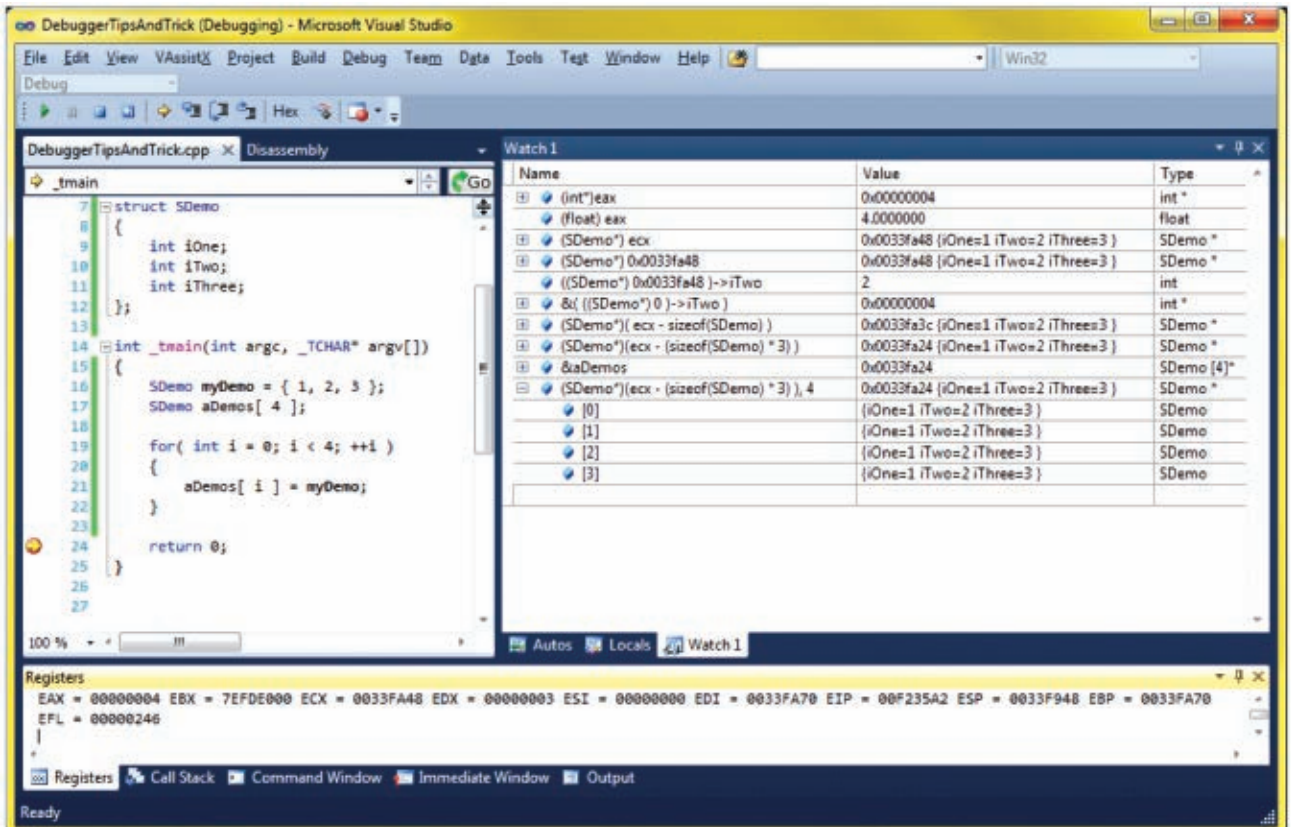 DebuggerTipsAndTrick (Debugging) - Microsoft Visual Studio
File Edit View VAssistX Project Build Debug Team Data Tools Test Window Help Win32
Debug
Hex
DebuggerTipsAndTrick.cpp Disassembly
_tmain Go
7 struct SDemo
8 {
9 int iOne;
10 int iTwo;
11 int iThree;
12 };
13
14 int _tmain(int argc, _TCHAR* argv[])
15 {
16 SDemo myDemo = { 1, 2, 3 };
17 SDemo aDemos[ 4 ];
18
19 for( int i = 0; i < 4; ++i )
20 {
21 aDemos[ i ] = myDemo;
22 }
23
24 return 0;
25 }
26
27
100 %
Watch 1
Name Value Type
(int*)eax 0x00000004 int *
(float) eax 4.0000000 float
(SDemo*) ecx 0x0033fa48 {iOne=1 iTwo=2 iThree=3 } SDemo *
(SDemo*) 0x0033fa48 0x0033fa48 {iOne=1 iTwo=2 iThree=3 } SDemo *
((SDemo*) 0x0033fa48 )->iTwo 2 int
&( ((SDemo*) 0 )->iTwo ) 0x00000004 int *
(SDemo*)( ecx - sizeof(SDemo) ) 0x0033fa3c {iOne=1 iTwo=2 iThree=3 } SDemo *
(SDemo*)(ecx - (sizeof(SDemo) * 3) ) 0x0033fa24 {iOne=1 iTwo=2 iThree=3 } SDemo *
&aDemos 0x0033fa24 SDemo [4]*
(SDemo*)(ecx - (sizeof(SDemo) * 3) ), 4 0x0033fa24 {iOne=1 iTwo=2 iThree=3 } SDemo *
[0] {iOne=1 iTwo=2 iThree=3 } SDemo
[1] {iOne=1 iTwo=2 iThree=3 } SDemo
[2] {iOne=1 iTwo=2 iThree=3 } SDemo
[3] {iOne=1 iTwo=2 iThree=3 } SDemo
Autos Locals Watch 1
Registers
EAX = 00000004 EBX = 7EFDE000 ECX = 0033FA48 EDX = 00000003 ESI = 00000000 EDI = 0033FA70 EIP = 00F235A2 ESP = 0033F948 EBP = 0033FA70
EFL = 00000246
Registers Call Stack Command Window Immediate Window Output
Ready